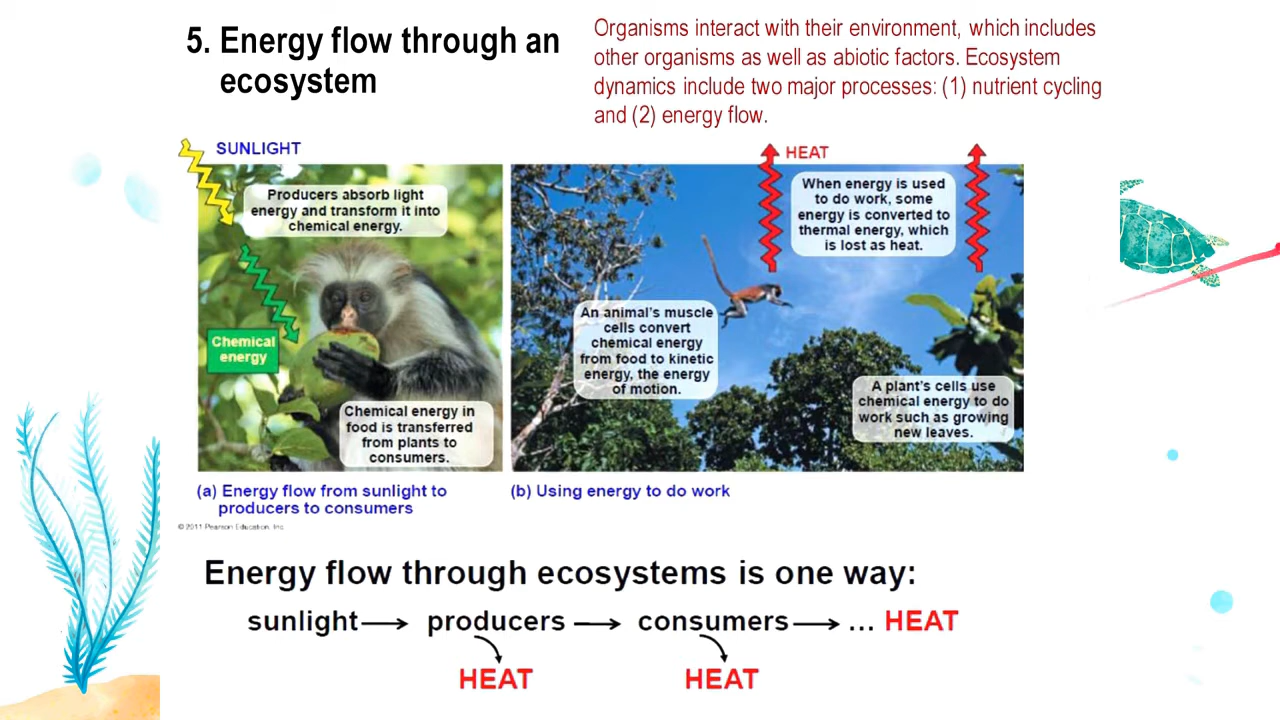 5. Energy flow through an
ecosystem
Organisms interact with their environment, which includes
other organisms as well as abiotic factors. Ecosystem
dynamics include two major processes: (1) nutrient cycling
and (2) energy flow.
SUNLIGHT
Producers absorb light
energy and transform it into
chemical energy.
Chemical
energy
Chemical energy in
food is transferred
from plants to
consumers.
(a) Energy flow from sunlight to
producers to consumers
HEAT
When energy is used
to do work, some
energy is converted to
thermal energy, which
is lost as heat.
An animal's muscle
cells convert
chemical energy
from food to kinetic
energy, the energy
of motion.
A plant's cells use
chemical energy to do
work such as growing
new leaves.
(b) Using energy to do work
© 2011 Pearson Education, Inc.
Energy flow through ecosystems is one way:
sunlight → producers → consumers → ... HEAT
HEAT HEAT